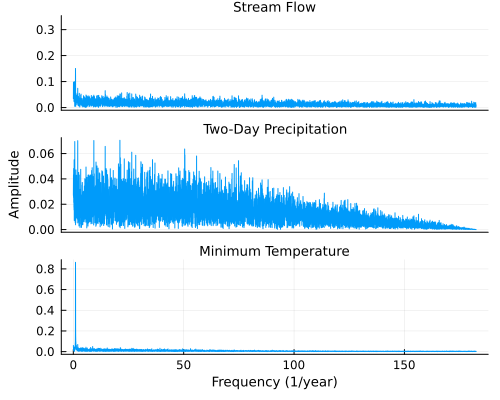 Stream Flow
0.3
0.2
0.1
0.0
Two-Day Precipitation
0.06
0.04
0.02
0.00
Amplitude
Minimum Temperature
0.8
0.6
0.4
0.2
0.0
0 50 100 150
Frequency (1/year)